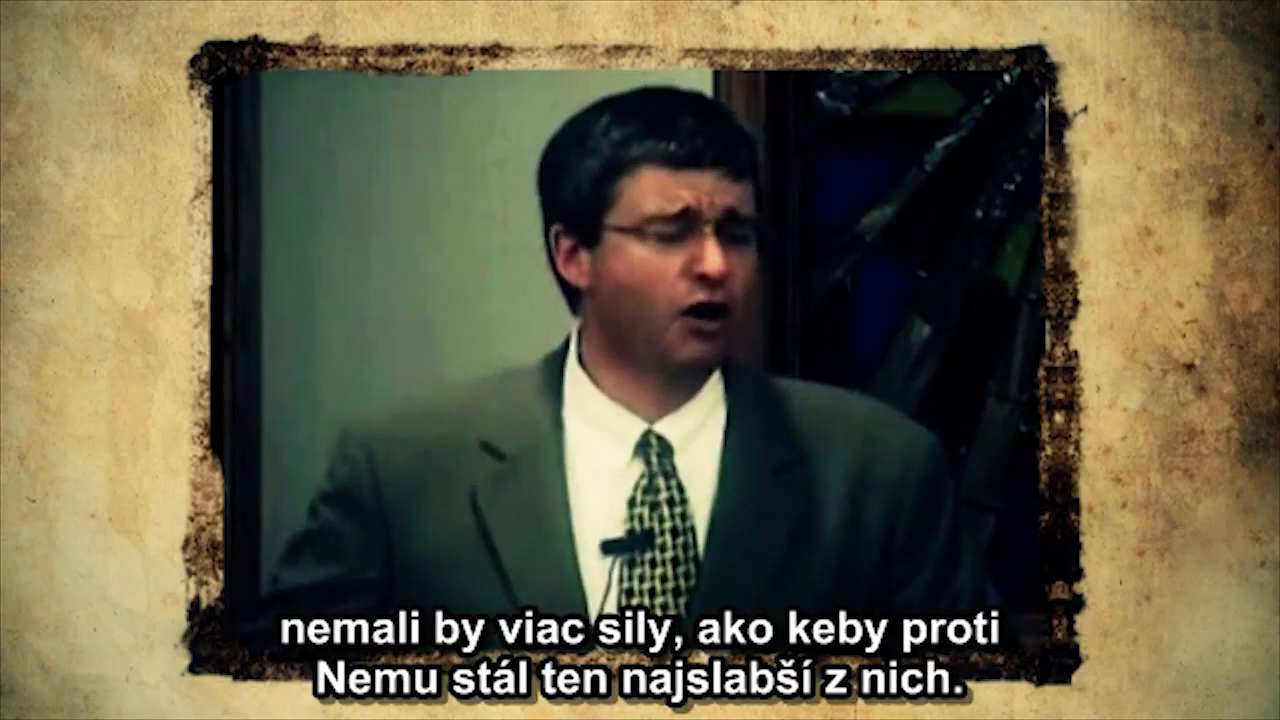 nemali by viac sily, ako keby proti
Nemu stál ten najslabší z nich.